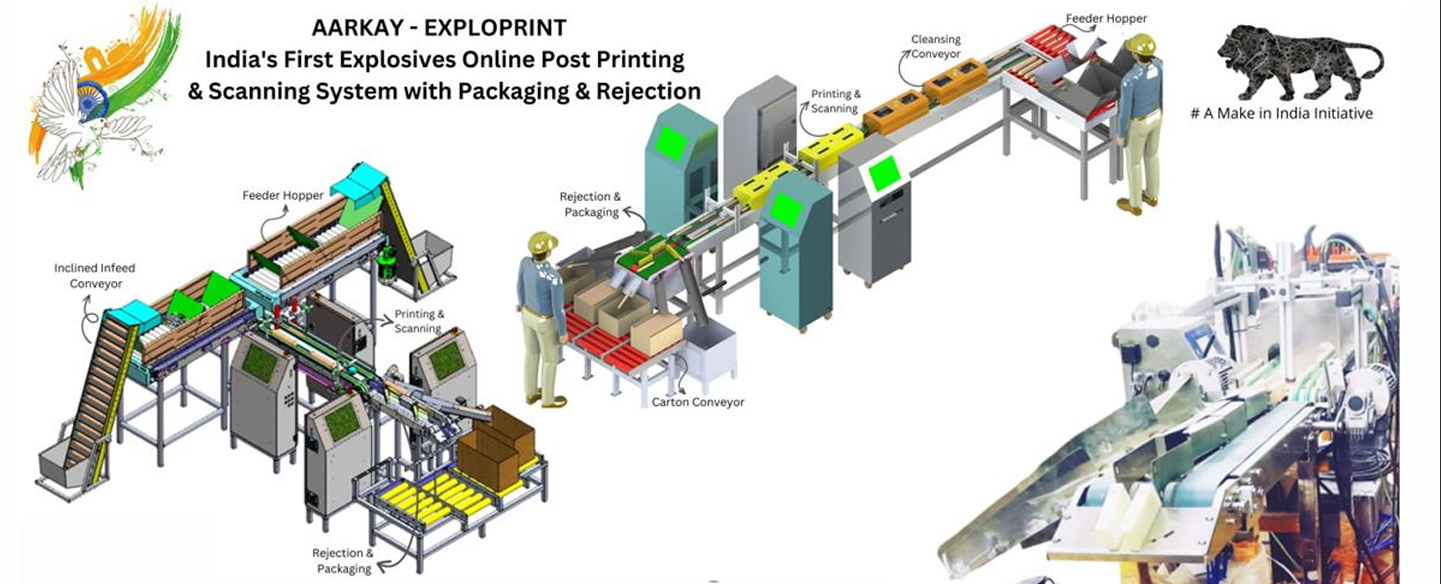 AARKAY - EXPLOPRINT
India's First Explosives Online Post Printing
& Scanning System with Packaging & Rejection
Feeder Hopper
Cleansing
Conveyor
Printing &
Scanning
# A Make in India Initiative
Rejection &
Packaging
Feeder Hopper
Inclined Infeed
Conveyor
Printing &
Scanning
Carton Conveyor
Rejection &
Packaging